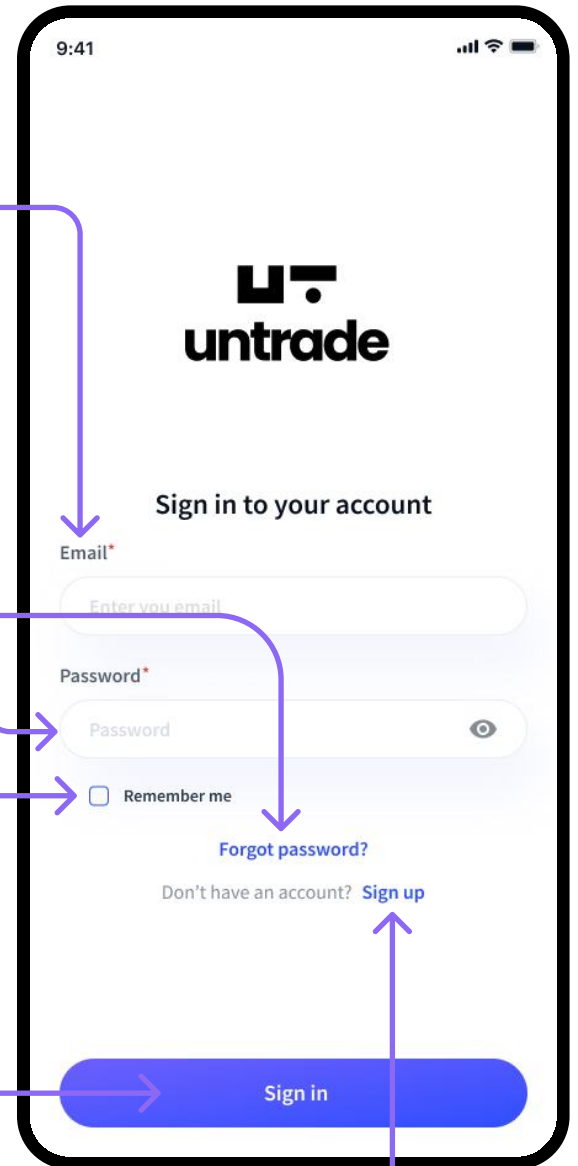 9:41
untrade
Sign in to your account
Email*
Enter you email
Password*
Password
Remember me
Forgot password?
Don't have an account? Sign up
Sign in